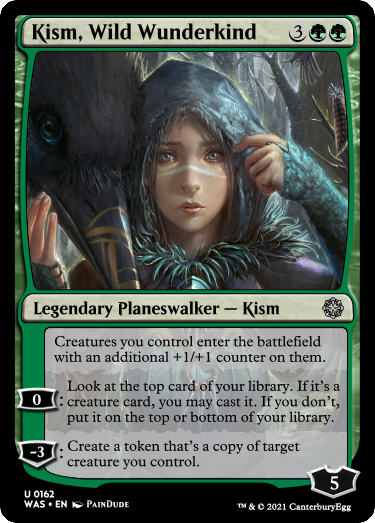 Kism, Wild Wunderkind 3
Legendary Planeswalker — Kism
Creatures you control enter the battlefield
with an additional +1/+1 counter on them.
0: Look at the top card of your library. If it's a
creature card, you may cast it. If you don't,
put it on the top or bottom of your library.
-3: Create a token that's a copy of target
creature you control.
5
U 0162
WAS • EN PainDude
™ & © 2021 CanterburyEgg